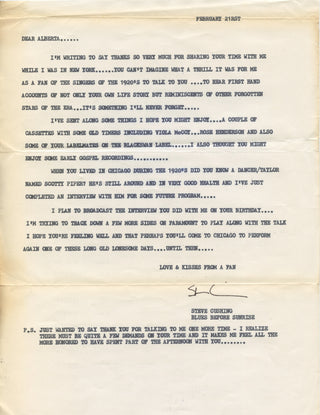 FEBRUARY 21RST
DEAR ALBERTA......
I'M WRITING TO SAY THANKS SO VERY MUCH FOR SHARING YOUR TIME WITH ME
WHILE I WAS IN NEW YORK......YOU CAN'T IMAGINE WHAT A THRILL IT WAS FOR ME
AS A FAN OF THE SINGERS OF THE 1920'S TO TALK TO YOU ....TO HEAR FIRST HAND
ACCOUNTS OF NOT ONLY YOUR OWN LIFE STORY BUT REMINISCENTS OF OTHER FORGOTTEN
STARS OF THE ERA....IT'S SOMETHING I'LL NEVER FORGET.....
I'VE SENT ALONG SOME THINGS I HOPE YOU MIGHT ENJOY....A COUPLE OF
CASSETTES WITH SOME OLD TIMERS INCLUDING VIOLA McCOY...ROSE HENDERSON AND ALSO
SOME OF YOUR LABELMATES ON THE BLACKSWAN LABEL......I ALSO THOUGHT YOU MIGHT
ENJOY SOME EARLY GOSPEL RECORDINGS...........
WHEN YOU LIVED IN CHICAGO DURING THE 1920'S DID YOU KNOW A DANCER/TAYLOR
NAMED SCOTTY PIPER? HE'S STILL AROUND AND IN VERY GOOD HEALTH AND I'VE JUST
COMPLETED AN INTERVIEW WITH HIM FOR SOME FUTURE PROGRAM.....
I PLAN TO BROADCAST THE INTERVIEW YOU DID WITH ME ON YOUR BIRTHDAY....
I'M TRYING TO TRACK DOWN A FEW MORE SIDES ON PARAMOUNT TO PLAY ALONG WITH THE TALK
I HOPE YOU'RE FEELING WELL AND THAT PERHAPS YOU'LL COME TO CHICAGO TO PERFORM
AGAIN ONE OF THESE LONG OLD LONESOME DAYS....UNTIL THEN.....
LOVE & KISSES FROM A FAN
STEVE CUSHING
BLUES BEFORE SUNRISE
P.S. JUST WANTED TO SAY THANK YOU FOR TALKING TO ME ONE MORE TIME - I REALIZE
THERE MUST BE QUITE A FEW DEMANDS ON YOUR TIME AND IT MAKES ME FEEL ALL THE
MORE HONORED TO HAVE SPENT PART OF THE AFTERNOON WITH YOU........